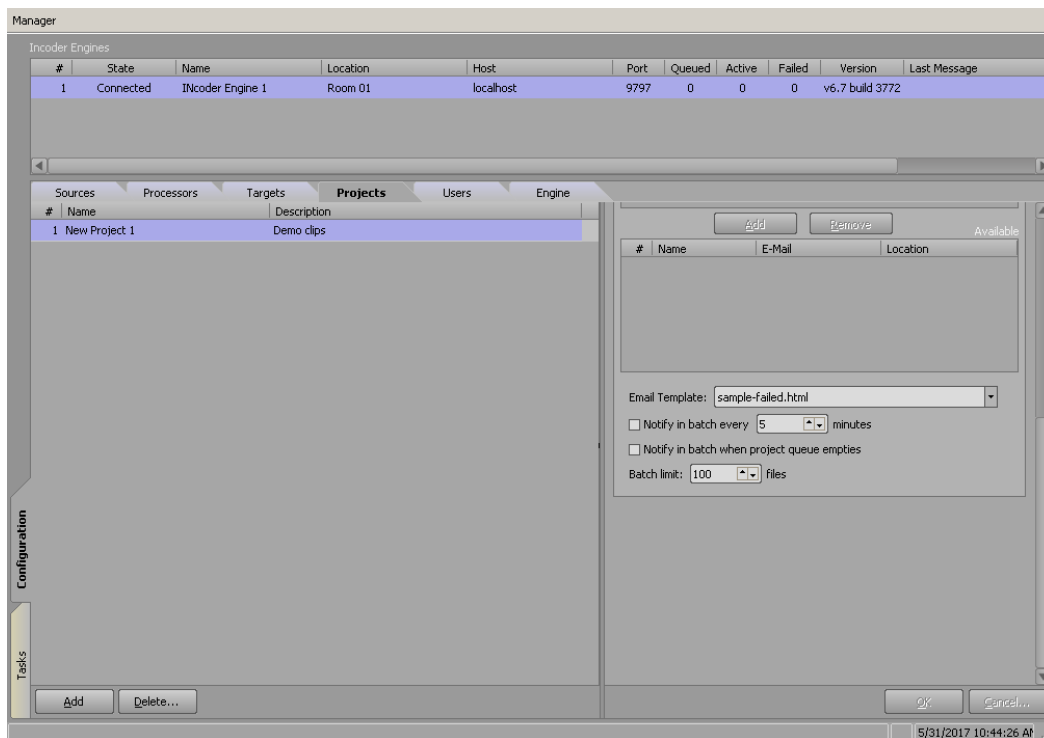 Manager
Incoder Engines
# State Name Location Host Port Queued Active Failed Version Last Message
1 Connected INcoder Engine 1 Room 01 localhost 9797 0 0 0 v6.7 build 3772
Sources Processors Targets Projects Users Engine
# Name Description
1 New Project 1 Demo clips
Add Remove
Available
# Name E-Mail Location
Email Template: sample-failed.html
Notify in batch every 5 minutes
Notify in batch when project queue empties
Batch limit: 100 files
Configuration
Tasks
Add Delete...
OK Cancel...
5/31/2017 10:44:26 AM